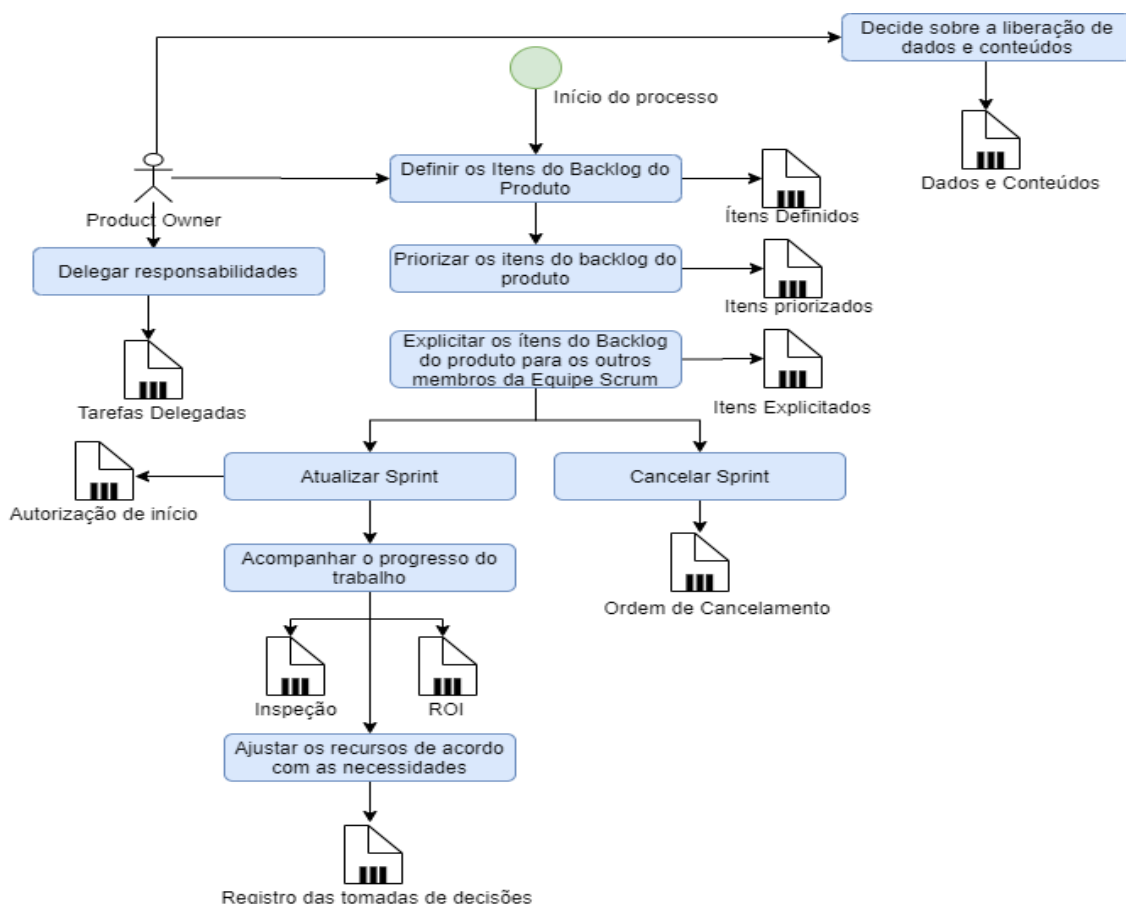 Decide sobre a liberação de
dados e conteúdos
Início do processo
Dados e Conteúdos
Definir os Itens do Backlog do
Produto
Ítens Definidos
Product Owner
Delegar responsabilidades
Priorizar os itens do backlog do
produto
Itens priorizados
Tarefas Delegadas
Explicitar os ítens do Backlog
do produto para os outros
membros da Equipe Scrum
Itens Explicitados
Atualizar Sprint
Cancelar Sprint
Autorização de início
Acompanhar o progresso do
trabalho
Ordem de Cancelamento
Inspeção
ROI
Ajustar os recursos de acordo
com as necessidades
Registro das tomadas de decisões